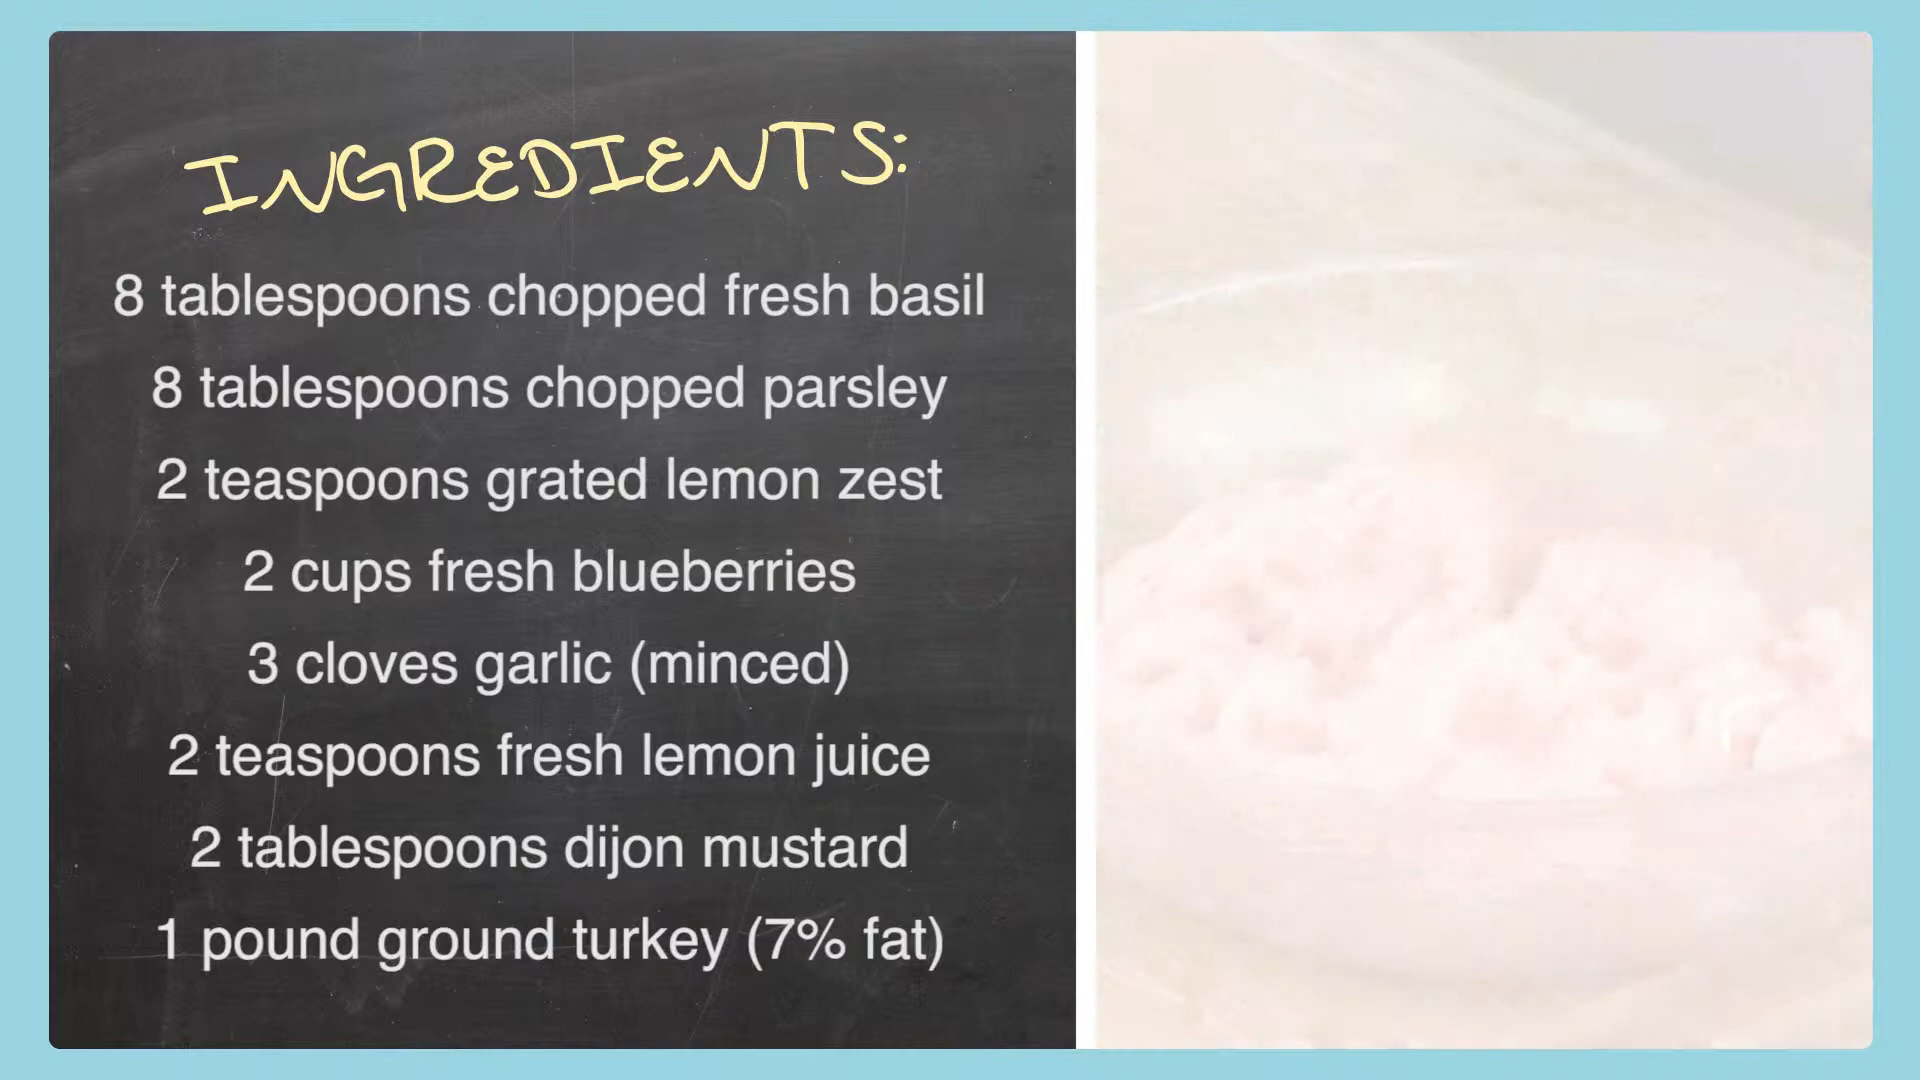 INGREDIENTS:
8 tablespoons chopped fresh basil
8 tablespoons chopped parsley
2 teaspoons grated lemon zest
2 cups fresh blueberries
3 cloves garlic (minced)
2 teaspoons fresh lemon juice
2 tablespoons dijon mustard
1 pound ground turkey (7% fat)